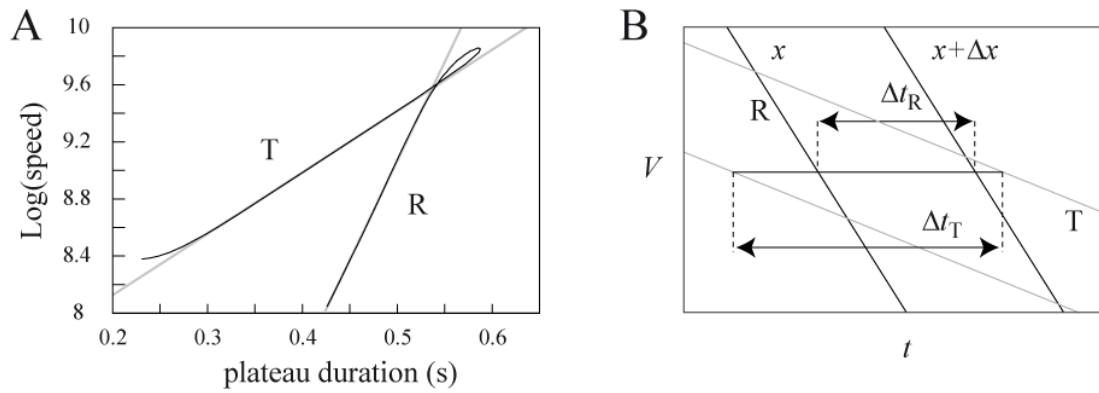 A
Log(speed)
10
9.6
9.2
8.8
8.4
8
T
R
0.2
0.3
0.4
0.5
0.6
plateau duration (s)
B
x
x+Δx
R
Δt_R
V
T
Δt_T
t